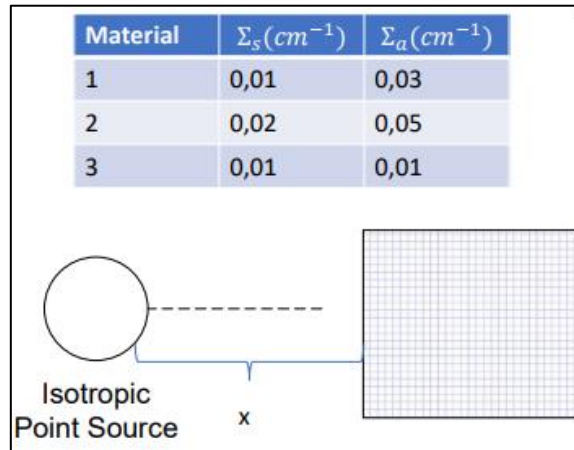 Material Σₛ(cm⁻¹) Σₐ(cm⁻¹)
1 0,01 0,03
2 0,02 0,05
3 0,01 0,01
Isotropic
Point Source
x